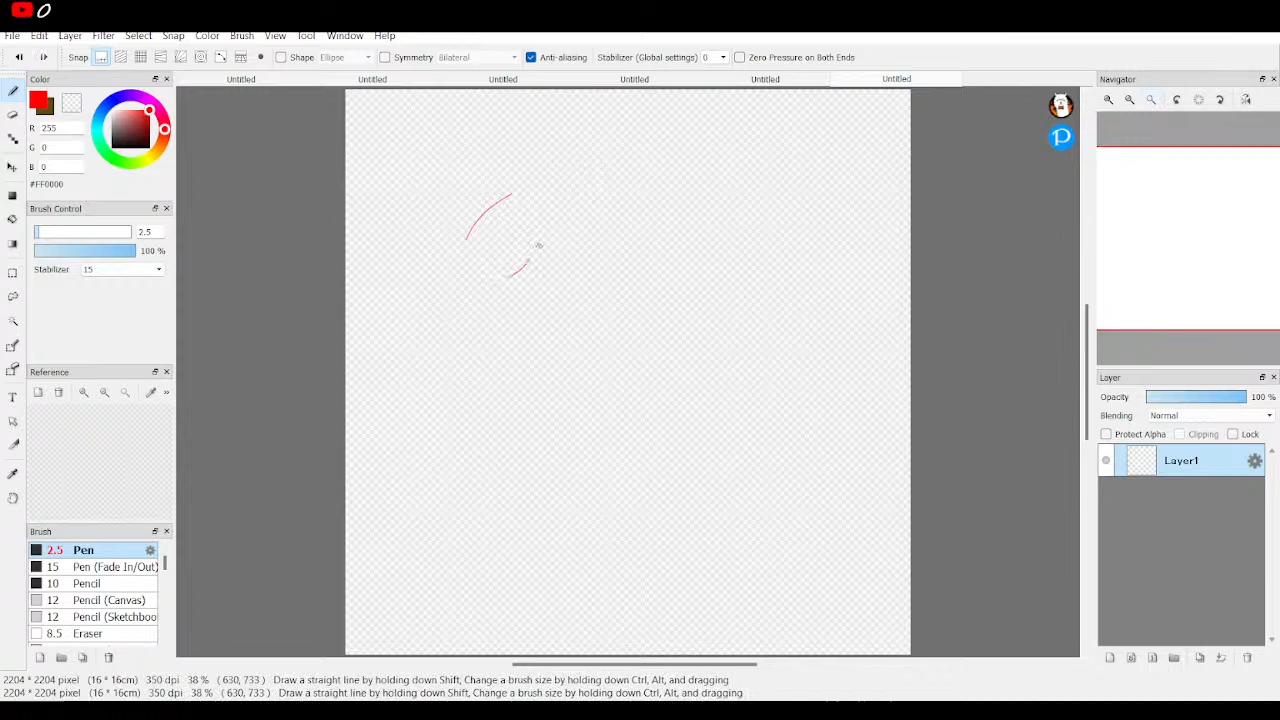 0
File Edit Layer Filter Select Snap Color Brush View Tool Window Help
Snap Shape Ellipse Symmetry Bilateral Anti-aliasing Stabilizer (Global settings) 0 Zero Pressure on Both Ends
Color
Untitled Untitled Untitled Untitled Untitled Untitled
Navigator
R 255
G 0
B 0
#FF0000
Brush Control
2.5
100 %
Stabilizer 15
Reference
Layer
Opacity 100 %
Blending Normal
Protect Alpha Clipping Lock
Layer1
Brush
2.5 Pen
15 Pen (Fade In/Out)
10 Pencil
12 Pencil (Canvas)
12 Pencil (Sketchboo
8.5 Eraser
2204 * 2204 pixel (16 * 16cm) 350 dpi 38 % ( 630, 733 ) Draw a straight line by holding down Shift, Change a brush size by holding down Ctrl, Alt, and dragging
2204 * 2204 pixel (16 * 16cm) 350 dpi 38 % ( 630, 733 ) Draw a straight line by holding down Shift, Change a brush size by holding down Ctrl, Alt, and dragging